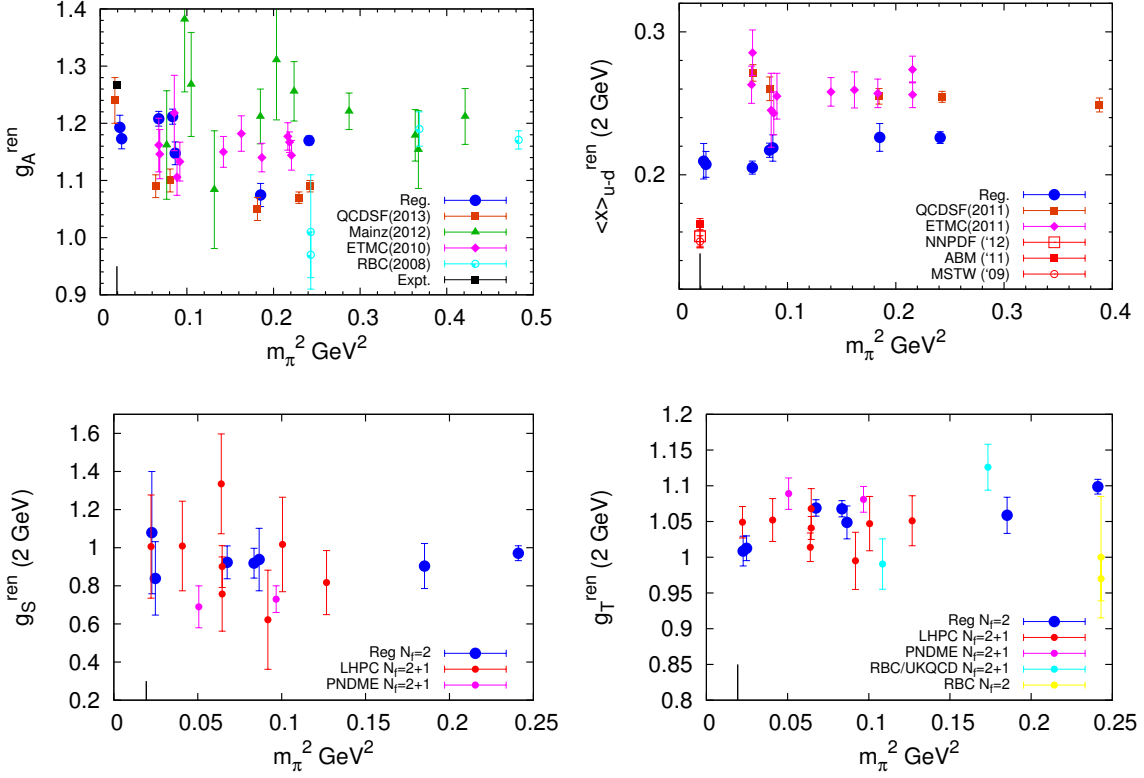 1.4
1.3
1.2
1.1
1.0
0.9
g_A^ren
0 0.1 0.2 0.3 0.4 0.5
m_π^2 GeV^2
Reg.
QCDSF(2013)
Mainz(2012)
ETMC(2010)
RBC(2008)
Expt.
0.3
0.2
<x>_u-d^ren (2 GeV)
0 0.1 0.2 0.3 0.4
m_π^2 GeV^2
Reg.
QCDSF(2011)
ETMC(2011)
NNPDF ('12)
ABM ('11)
MSTW ('09)
1.6
1.4
1.2
1
0.8
0.6
0.4
0.2
g_S^ren (2 GeV)
0 0.05 0.1 0.15 0.2 0.25
m_π^2 GeV^2
Reg N_f=2
LHPC N_f=2+1
PNDME N_f=2+1
1.2
1.15
1.1
1.05
1
0.95
0.9
0.85
0.8
g_T^ren (2 GeV)
0 0.05 0.1 0.15 0.2 0.25
m_π^2 GeV^2
Reg N_f=2
LHPC N_f=2+1
PNDME N_f=2+1
RBC/UKQCD N_f=2+1
RBC N_f=2